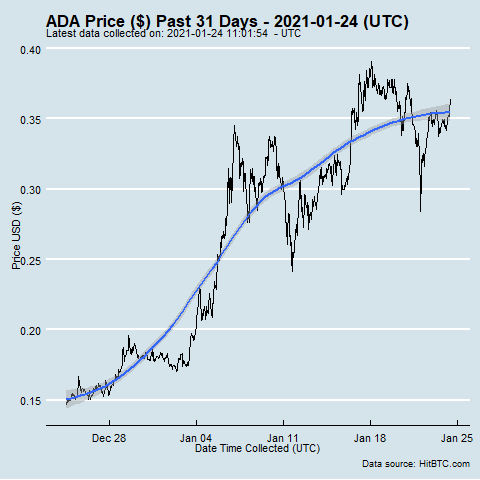 ADA Price ($) Past 31 Days - 2021-01-24 (UTC)
Latest data collected on: 2021-01-24 11:01:54  - UTC
0.40
0.35
0.30
0.25
0.20
0.15
Price USD ($)
Dec 28
Jan 04
Jan 11
Jan 18
Jan 25
Date Time Collected (UTC)
Data source: HitBTC.com